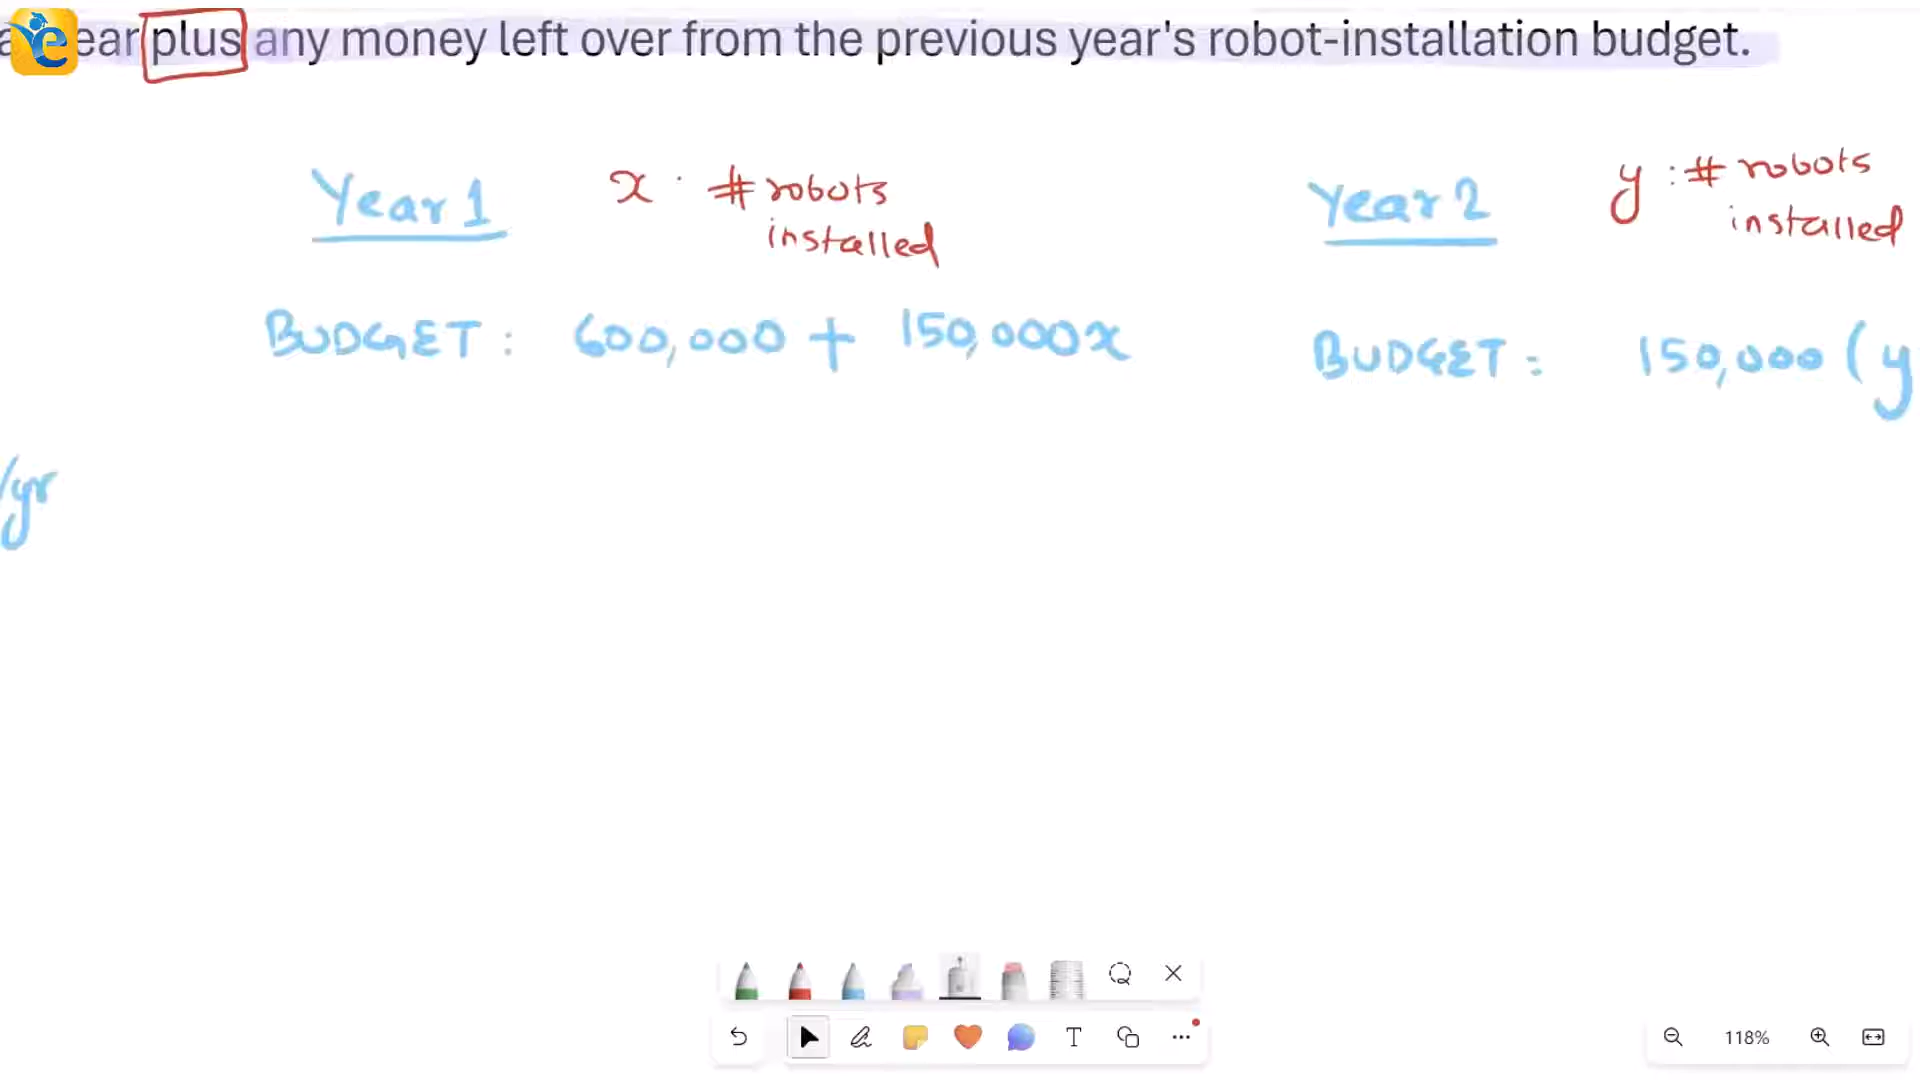 ear plus any money left over from the previous year's robot-installation budget.
Year 1 x : # robots installed
Year 2 y : # robots installed
BUDGET : 600,000 + 150,000x
BUDGET : 150,000 (y
/yr
118%